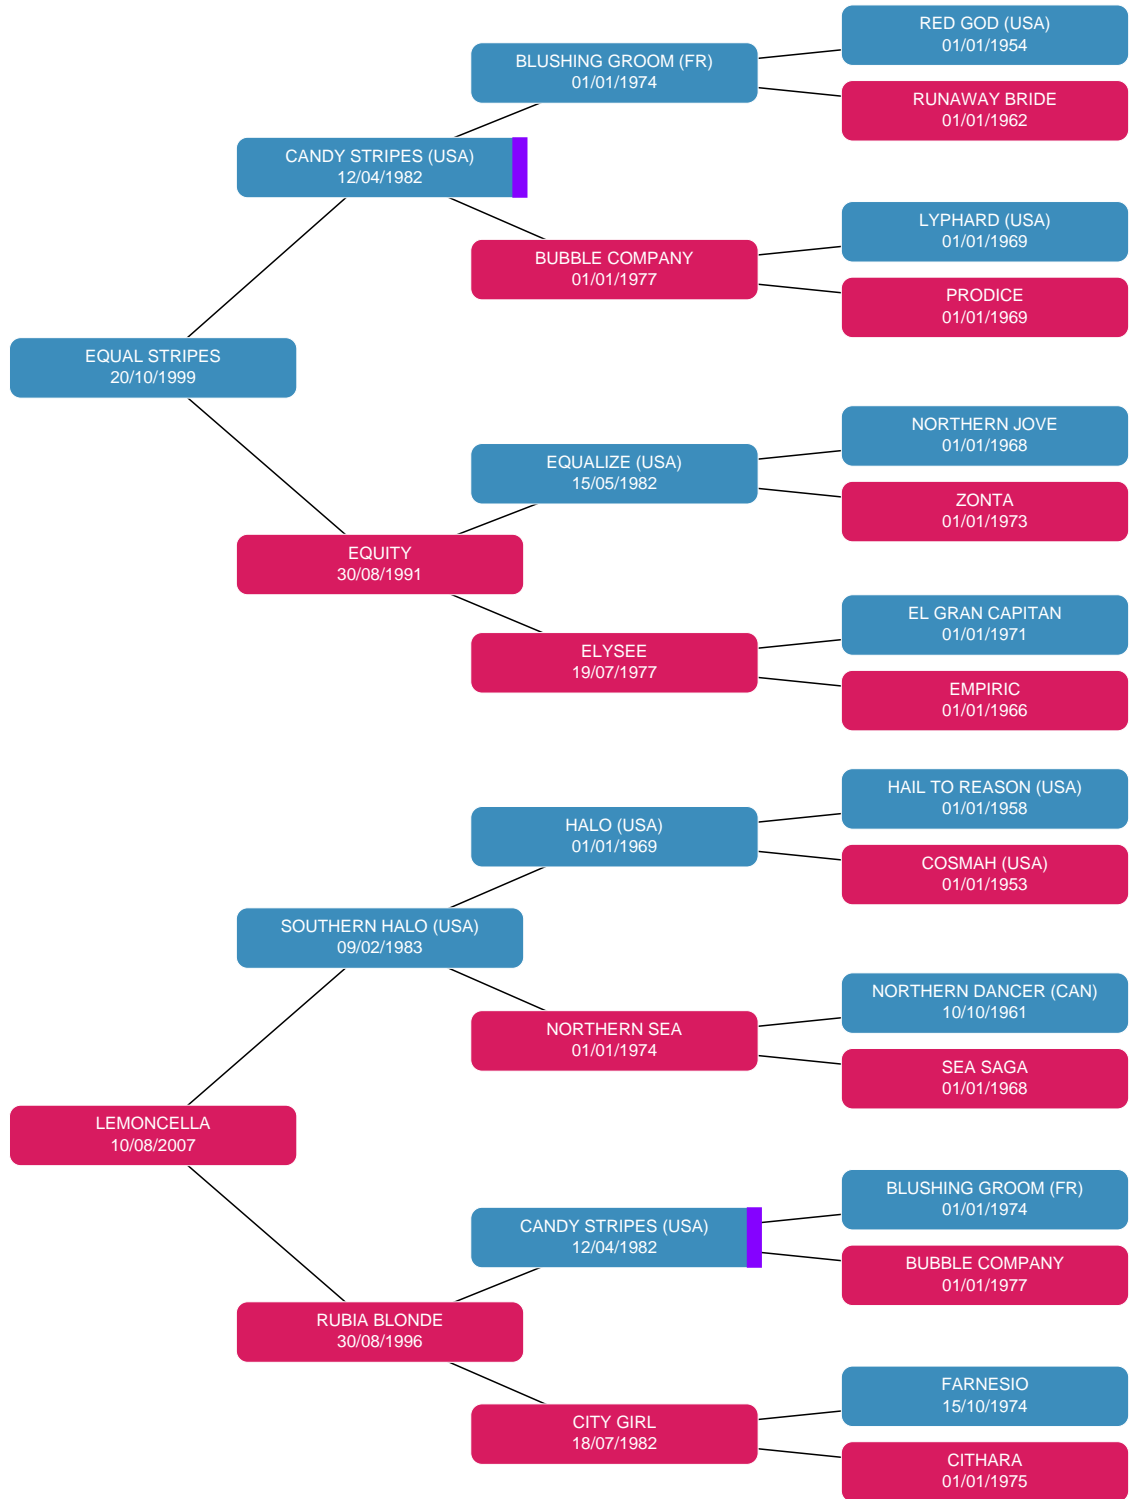 RED GOD (USA)
01/01/1954
BLUSHING GROOM (FR)
01/01/1974
RUNAWAY BRIDE
01/01/1962
CANDY STRIPES (USA)
12/04/1982
LYPHARD (USA)
01/01/1969
BUBBLE COMPANY
01/01/1977
PRODICE
01/01/1969
EQUAL STRIPES
20/10/1999
NORTHERN JOVE
01/01/1968
EQUALIZE (USA)
15/05/1982
ZONTA
01/01/1973
EQUITY
30/08/1991
EL GRAN CAPITAN
01/01/1971
ELYSEE
19/07/1977
EMPIRIC
01/01/1966
HAIL TO REASON (USA)
01/01/1958
HALO (USA)
01/01/1969
COSMAH (USA)
01/01/1953
SOUTHERN HALO (USA)
09/02/1983
NORTHERN DANCER (CAN)
10/10/1961
NORTHERN SEA
01/01/1974
SEA SAGA
01/01/1968
LEMONCELLA
10/08/2007
BLUSHING GROOM (FR)
01/01/1974
CANDY STRIPES (USA)
12/04/1982
BUBBLE COMPANY
01/01/1977
RUBIA BLONDE
30/08/1996
FARNESIO
15/10/1974
CITY GIRL
18/07/1982
CITHARA
01/01/1975